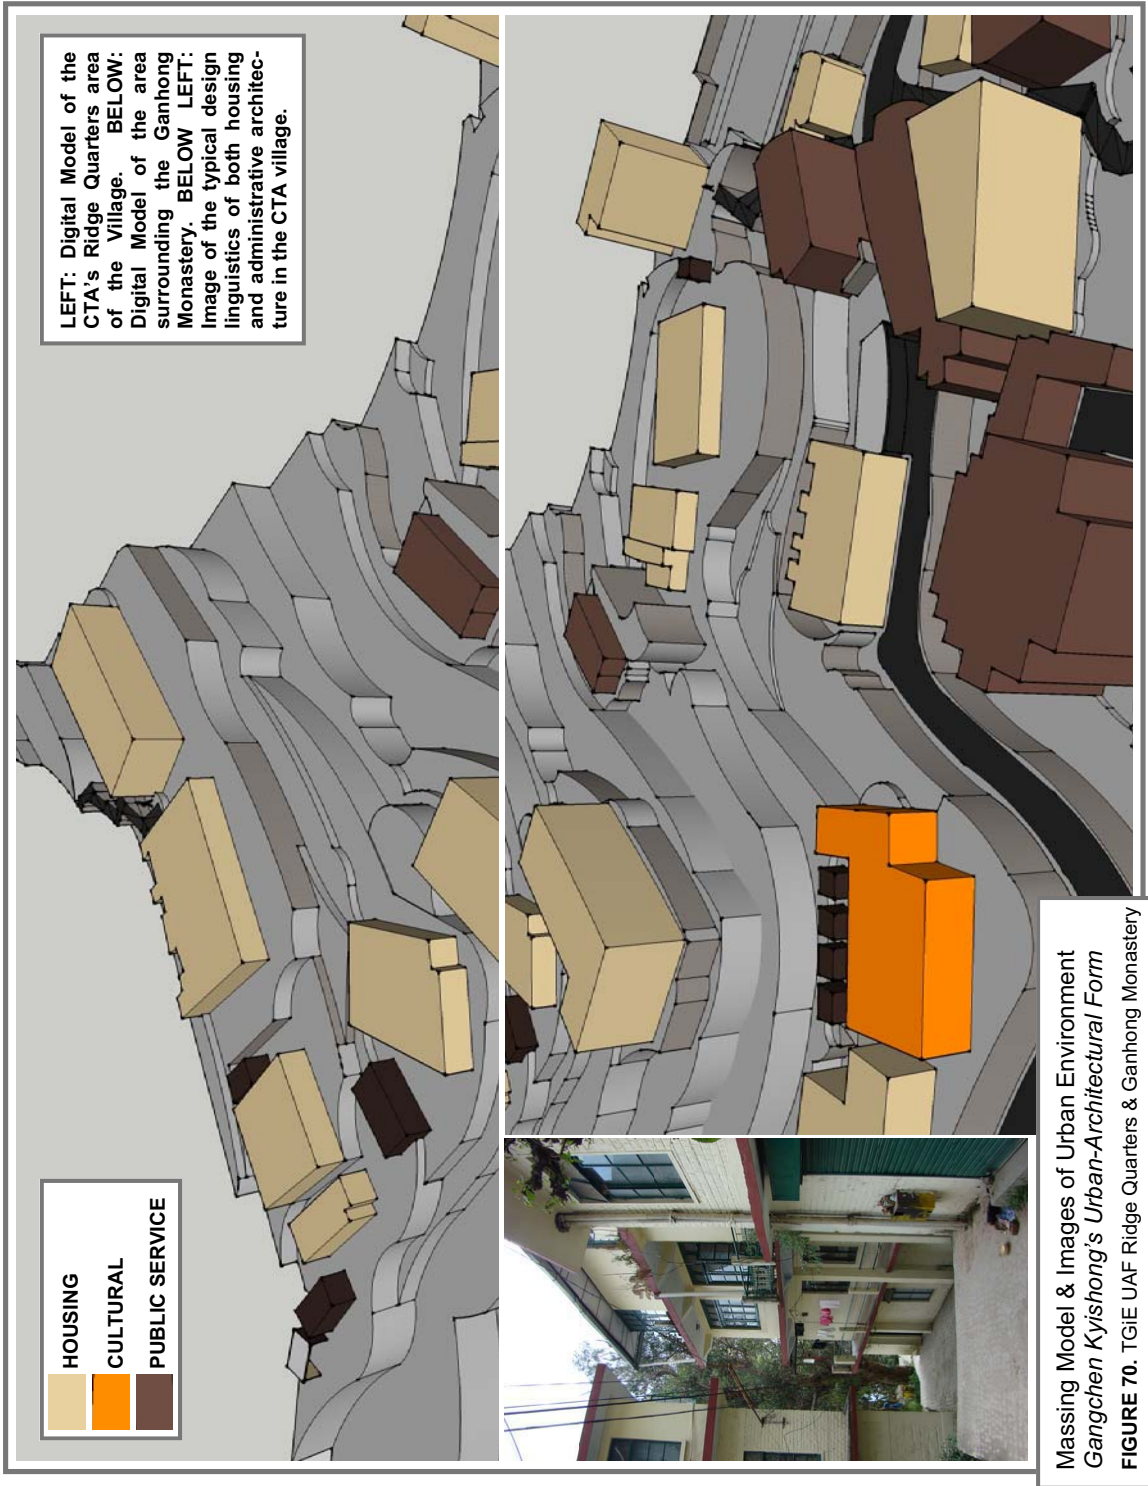 LEFT: Digital Model of the
CTA's Ridge Quarters area
of the Village. BELOW:
Digital Model of the area
surrounding the Ganhong
Monastery. BELOW LEFT:
Image of the typical design
linguistics of both housing
and administrative architec-
ture in the CTA village.
HOUSING
CULTURAL
PUBLIC SERVICE
Massing Model & Images of Urban Environment
Gangchen Kyishong's Urban-Architectural Form
FIGURE 70. TGiE UAF Ridge Quarters & Ganhong Monastery